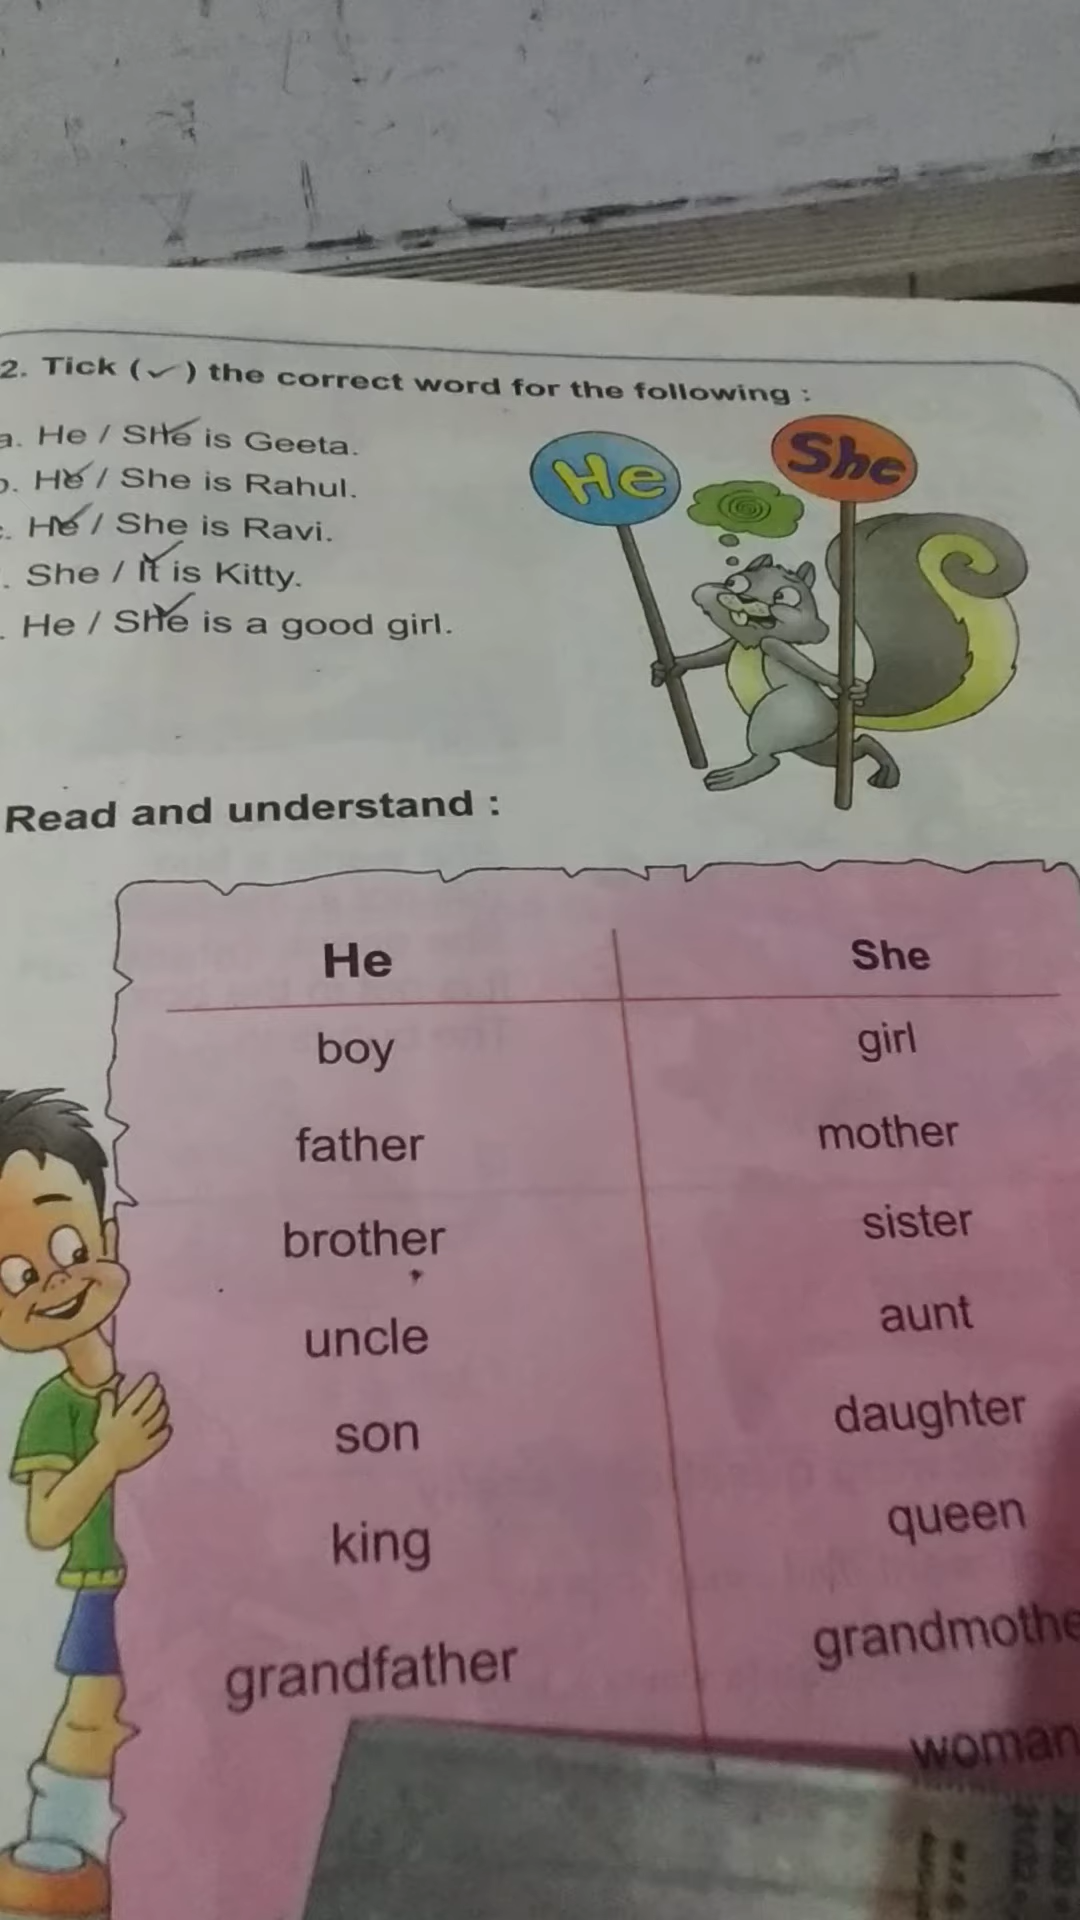 2. Tick (✓) the correct word for the following :
a. He / She is Geeta.
b. He / She is Rahul.
c. He / She is Ravi.
. She / It is Kitty.
. He / She is a good girl.
He
She
Read and understand :
He She
boy girl
father mother
brother sister
uncle aunt
son daughter
king queen
grandfather grandmothe
woman